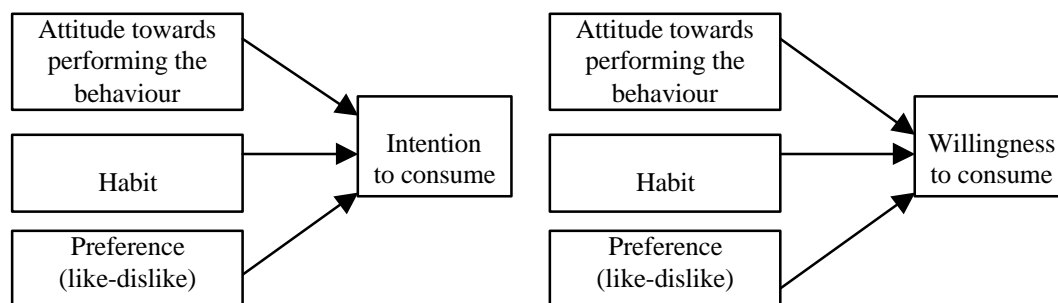 Attitude towards
performing the
behaviour
Habit
Preference
(like-dislike)
Intention
to consume
Attitude towards
performing the
behaviour
Habit
Preference
(like-dislike)
Willingness
to consume